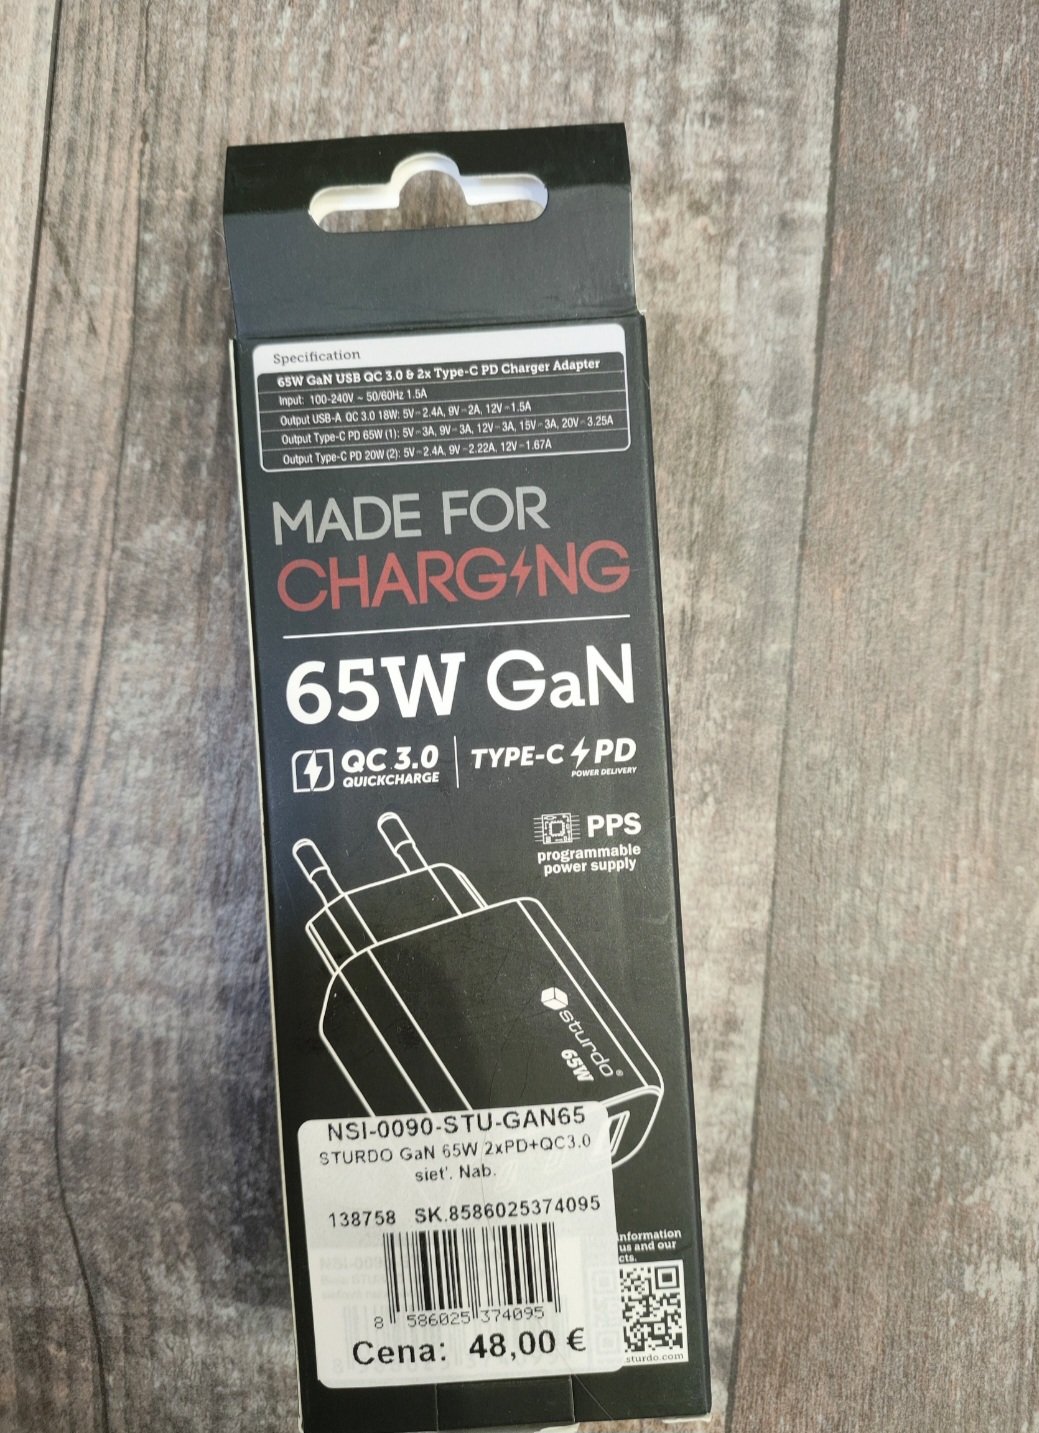 Specification
65W GaN USB QC 3.0 & 2x Type-C PD Charger Adapter
Input: 100-240V ~ 50/60Hz 1.5A
Output USB-A QC 3.0 18W: 5V⎓2.4A, 9V⎓2A, 12V⎓1.5A
Output Type-C PD 65W (1): 5V⎓3A, 9V⎓3A, 12V⎓3A, 15V⎓3A, 20V⎓3.25A
Output Type-C PD 20W (2): 5V⎓2.4A, 9V⎓2.22A, 12V⎓1.67A
MADE FOR
CHARGING
65W GaN
QC 3.0
QUICKCHARGE
TYPE-C PD
POWER DELIVERY
PPS
programmable
power supply
sturdo®
65W
NSI-0090-STU-GAN65
STURDO GaN 65W 2xPD+QC3.0
sieť. Nab.
138758 SK.8586025374095
8 586025 374095
Cena: 48,00 €
information
us and our
cts.
sturdo.com